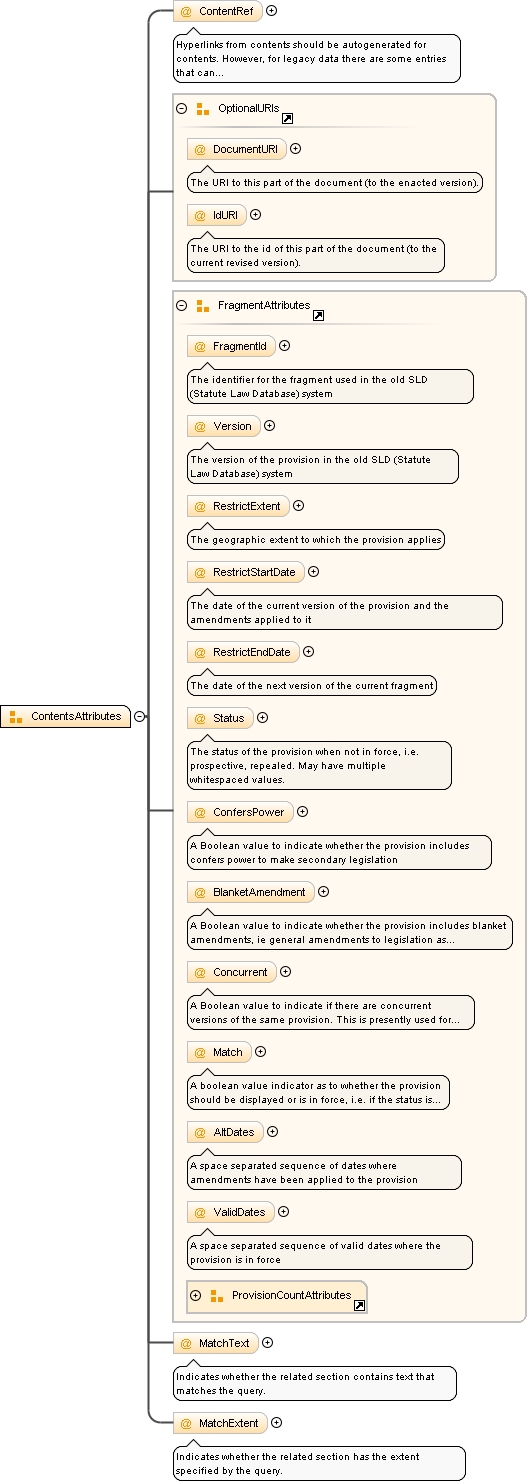 @ ContentRef
Hyperlinks from contents should be autogenerated for
contents. However, for legacy data there are some entries
that can...
OptionalURIs
@ DocumentURI
The URI to this part of the document (to the enacted version).
@ IdURI
The URI to the id of this part of the document (to the
current revised version).
FragmentAttributes
@ FragmentId
The identifier for the fragment used in the old SLD
(Statute Law Database) system
@ Version
The version of the provision in the old SLD (Statute
Law Database) system
@ RestrictExtent
The geographic extent to which the provision applies
@ RestrictStartDate
The date of the current version of the provision and the
amendments applied to it
@ RestrictEndDate
The date of the next version of the current fragment
ContentsAttributes
@ Status
The status of the provision when not in force, i.e.
prospective, repealed. May have multiple
whitespaced values.
@ ConfersPower
A Boolean value to indicate whether the provision includes
confers power to make secondary legislation
@ BlanketAmendment
A Boolean value to indicate whether the provision includes blanket
amendments, ie general amendments to legislation as...
@ Concurrent
A Boolean value to indicate if there are concurrent
versions of the same provision. This is presently used for...
@ Match
A boolean value indicator as to whether the provision
should be displayed or is in force, i.e. if the status is...
@ AltDates
A space separated sequence of dates where
amendments have been applied to the provision
@ ValidDates
A space separated sequence of valid dates where the
provision is in force
ProvisionCountAttributes
@ MatchText
Indicates whether the related section contains text that
matches the query.
@ MatchExtent
Indicates whether the related section has the extent
specified by the query.